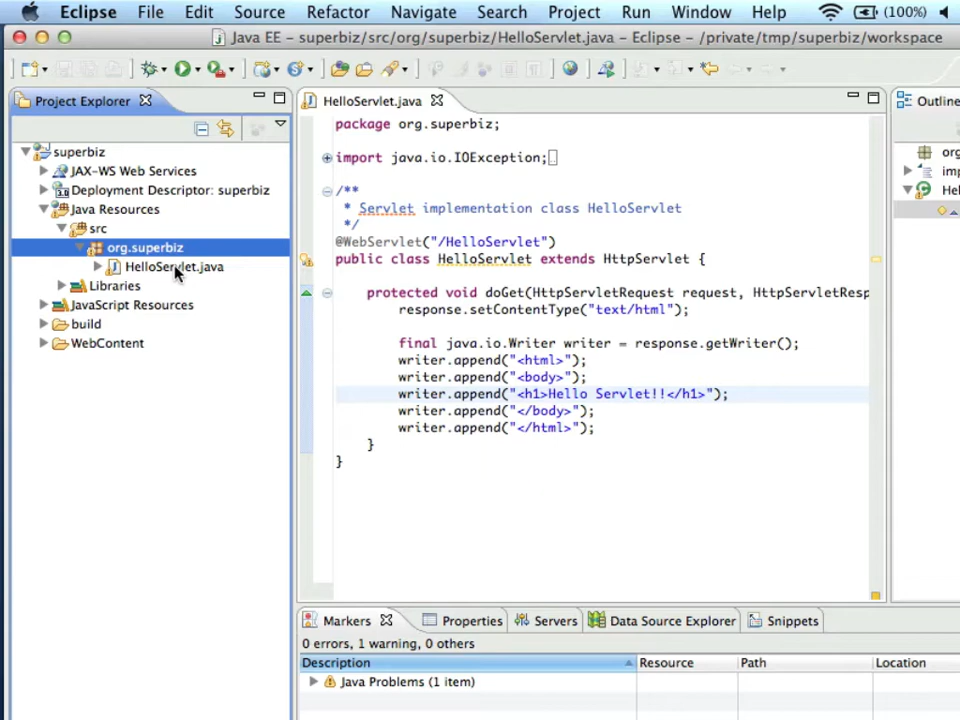 Eclipse File Edit Source Refactor Navigate Search Project Run Window Help (100%)
Java EE - superbiz/src/org/superbiz/HelloServlet.java - Eclipse - /private/tmp/superbiz/workspace
Project Explorer
superbiz
JAX-WS Web Services
Deployment Descriptor: superbiz
Java Resources
src
org.superbiz
HelloServlet.java
Libraries
JavaScript Resources
build
WebContent
HelloServlet.java
package org.superbiz;
import java.io.IOException;
/**
* Servlet implementation class HelloServlet
*/
@WebServlet("/HelloServlet")
public class HelloServlet extends HttpServlet {
protected void doGet(HttpServletRequest request, HttpServletResp
response.setContentType("text/html");
final java.io.Writer writer = response.getWriter();
writer.append("<html>");
writer.append("<body>");
writer.append("<h1>Hello Servlet!!</h1>");
writer.append("</body>");
writer.append("</html>");
}
}
Outline
org
imp
Hel
Markers Properties Servers Data Source Explorer Snippets
0 errors, 1 warning, 0 others
Description Resource Path Location
Java Problems (1 item)